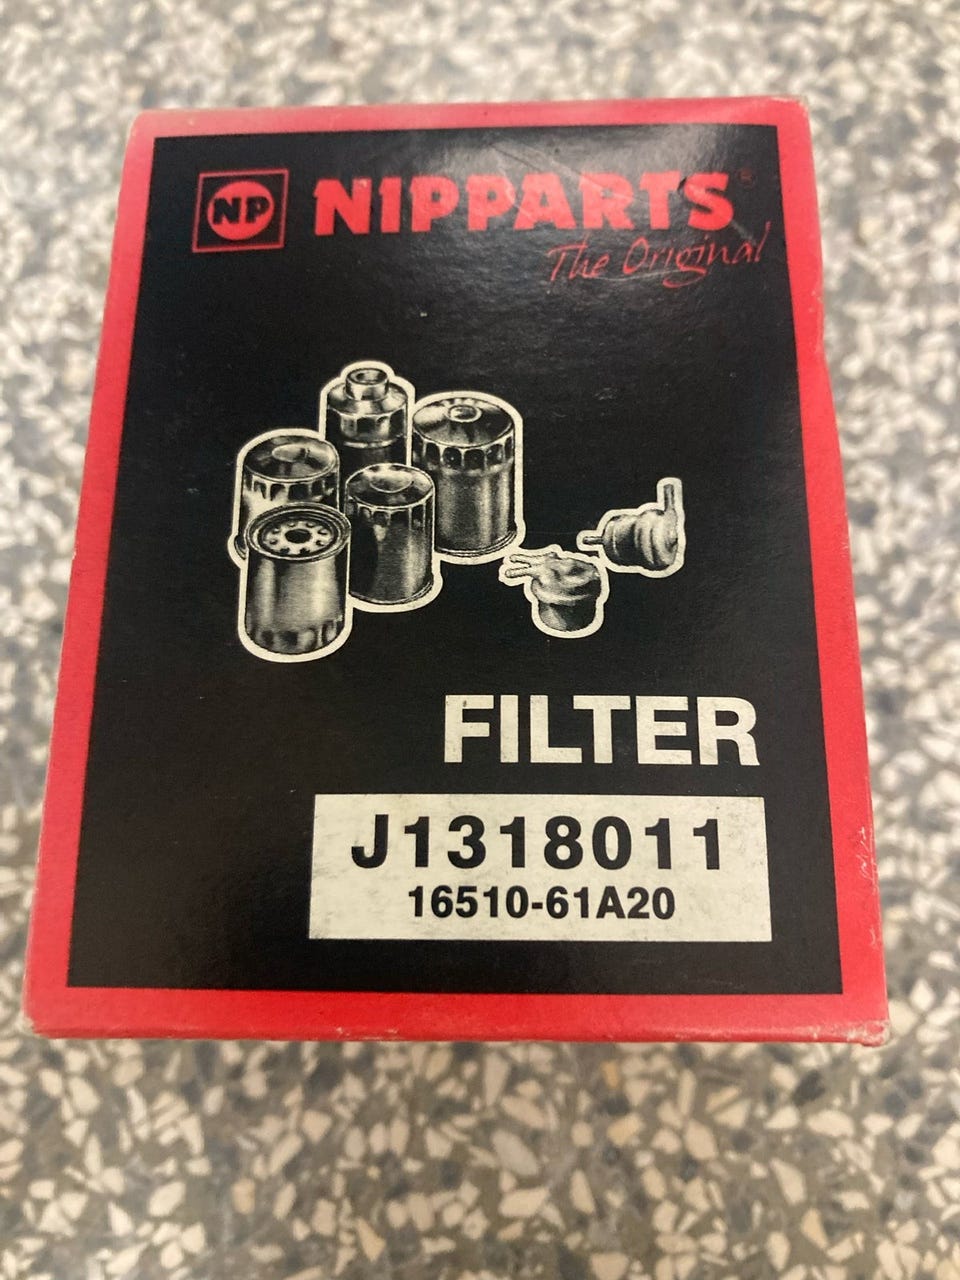 NP NIPPARTS®
The Original
FILTER
J1318011
16510-61A20